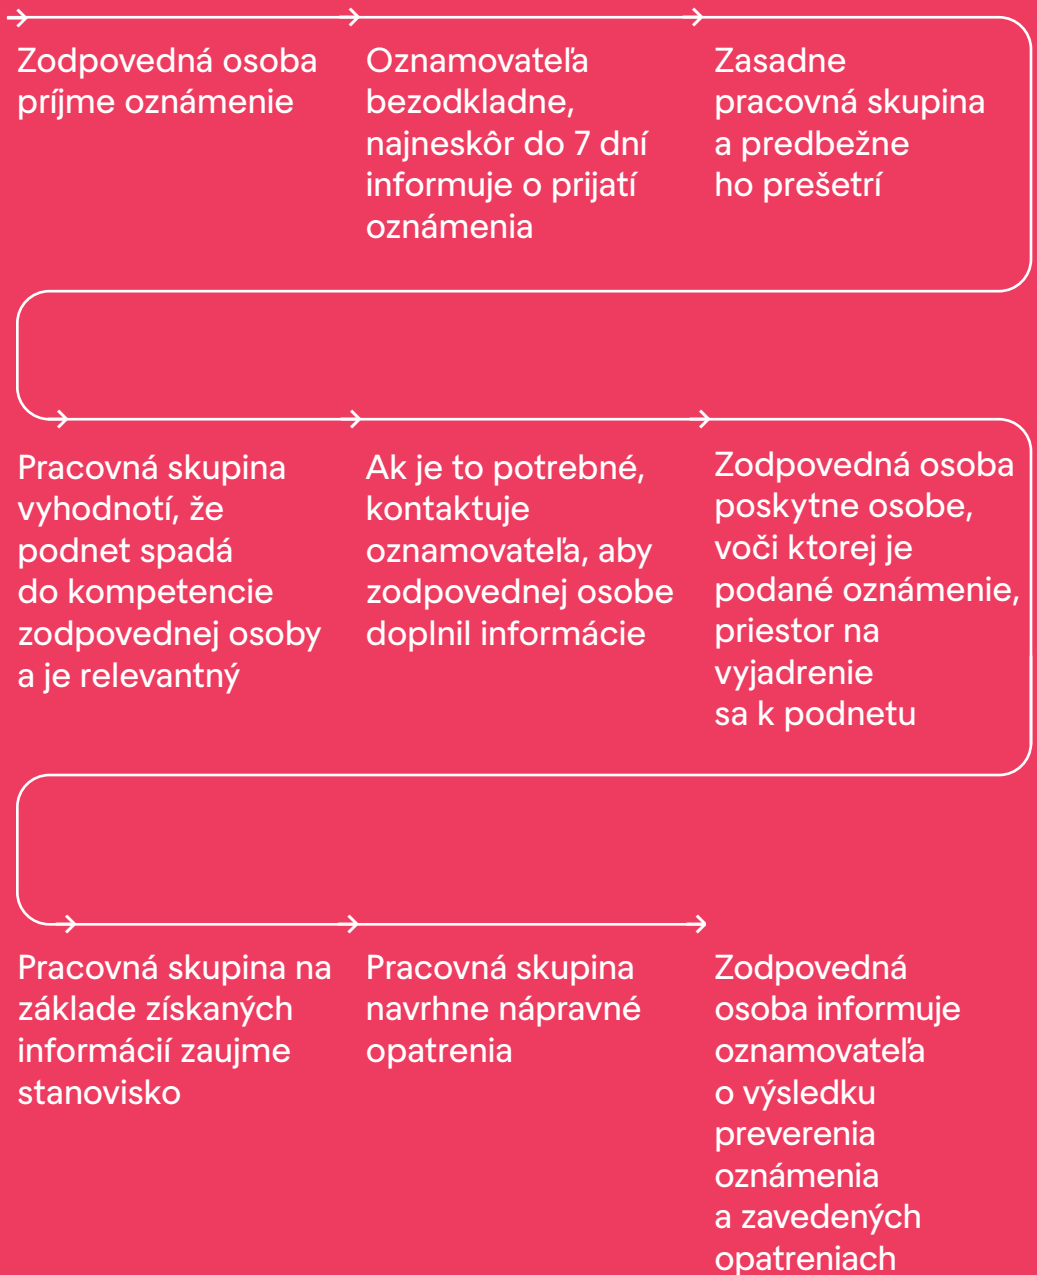 Zodpovedná osoba
príjme oznámenie
Oznamovateľa
bezodkladne,
najneskôr do 7 dní
informuje o prijatí
oznámenia
Zasadne
pracovná skupina
a predbežne
ho prešetrí
Pracovná skupina
vyhodnotí, že
podnet spadá
do kompetencie
zodpovednej osoby
a je relevantný
Ak je to potrebné,
kontaktuje
oznamovateľa, aby
zodpovednej osobe
doplnil informácie
Zodpovedná osoba
poskytne osobe,
voči ktorej je
podané oznámenie,
priestor na
vyjadrenie
sa k podnetu
Pracovná skupina na
základe získaných
informácií zaujme
stanovisko
Pracovná skupina
navrhne nápravné
opatrenia
Zodpovedná
osoba informuje
oznamovateľa
o výsledku
preverenia
oznámenia
a zavedených
opatreniach